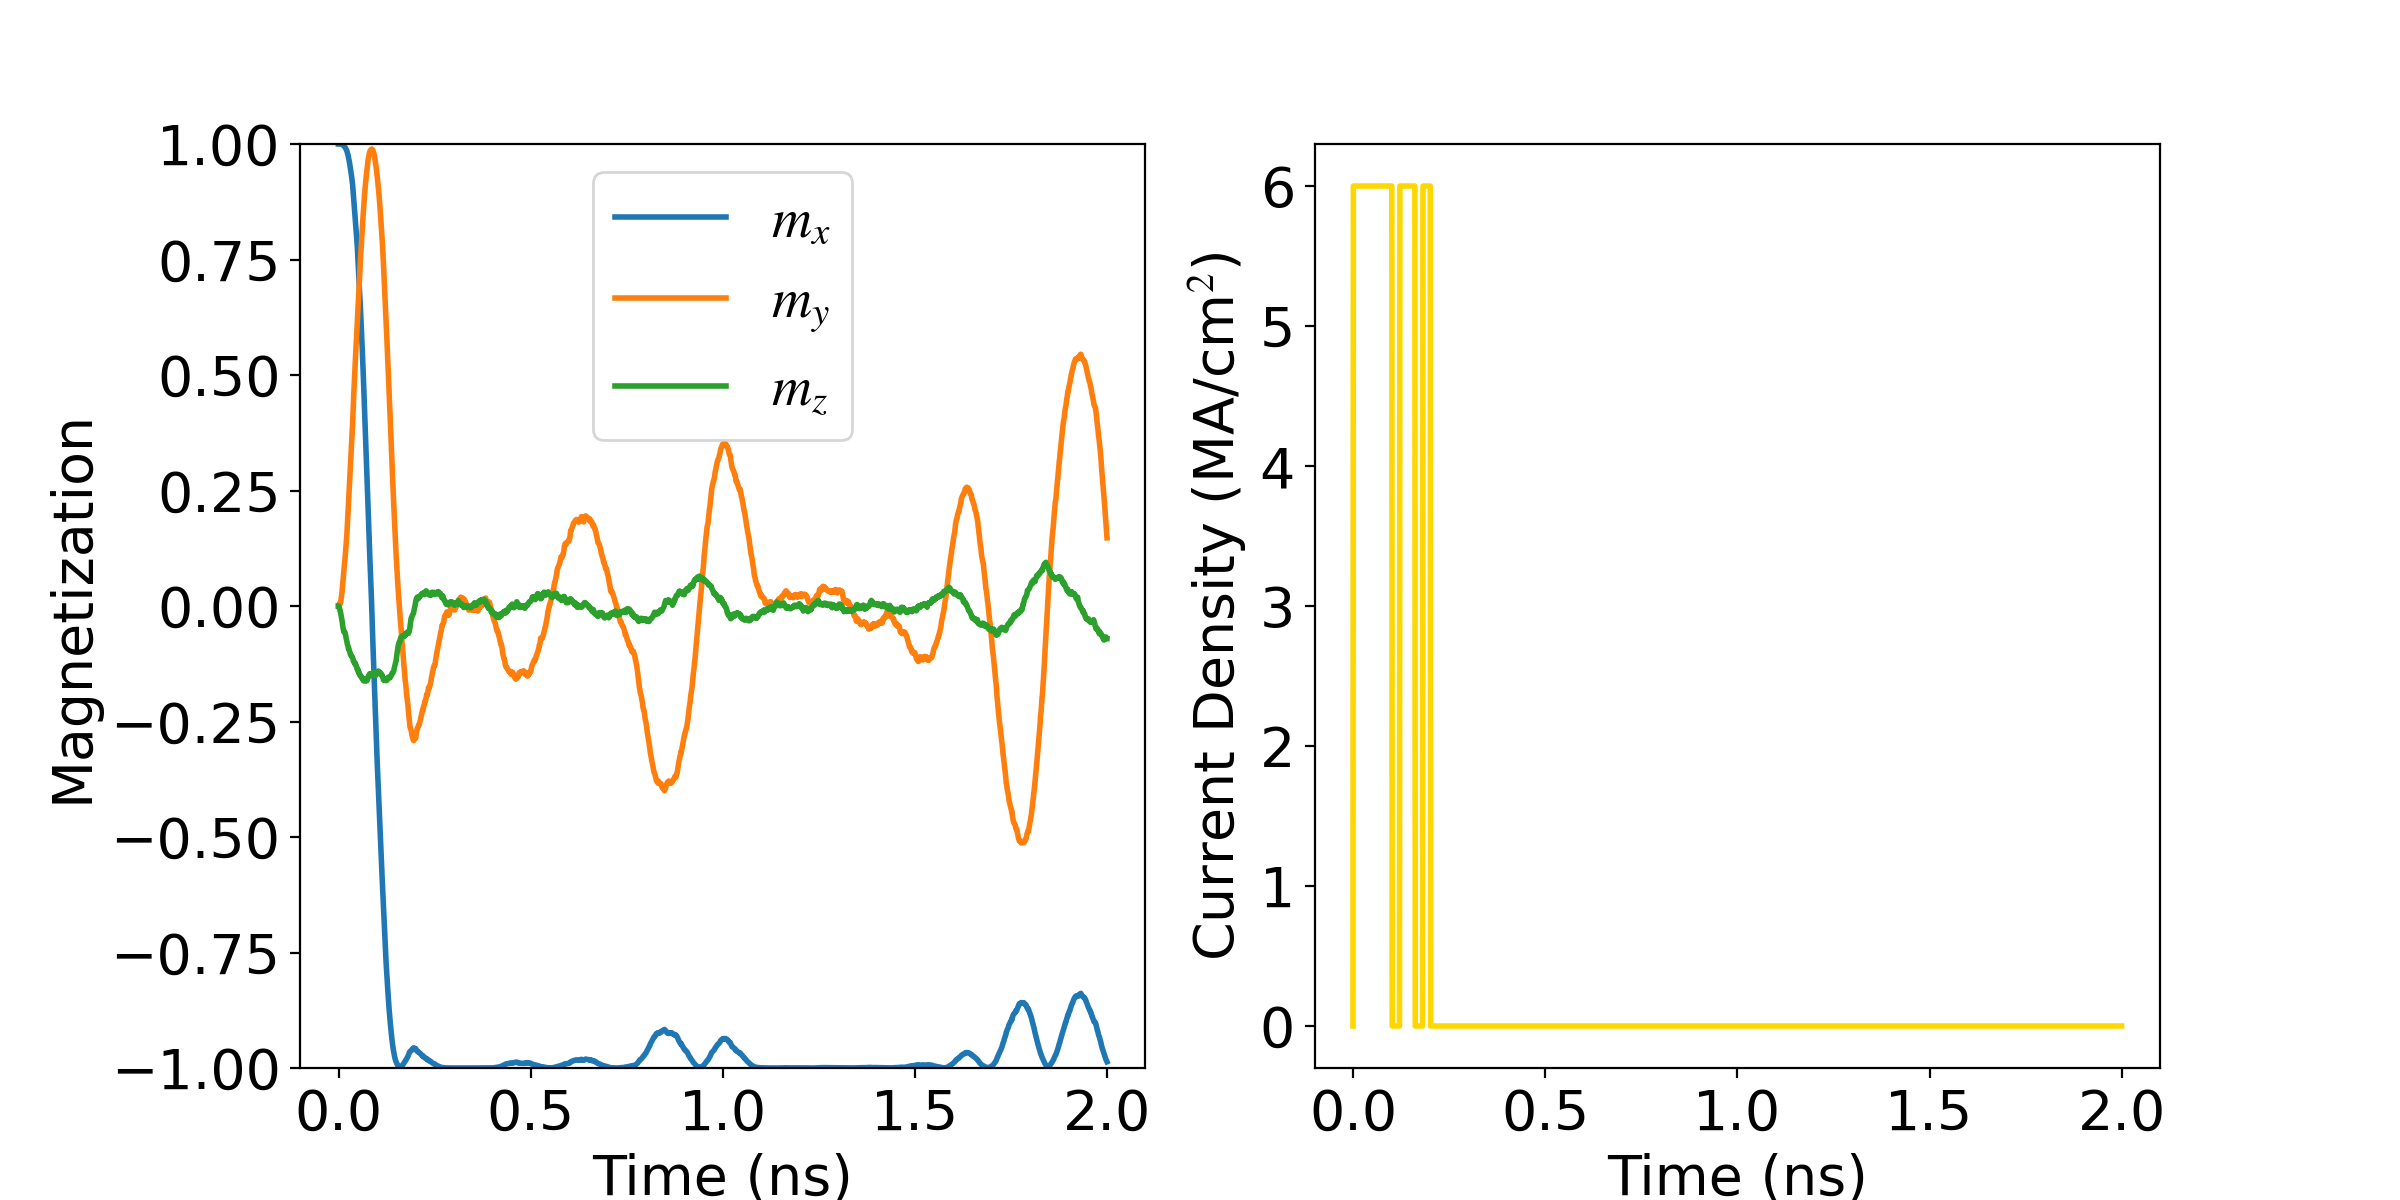 1.00
0.75
0.50
0.25
0.00
−0.25
−0.50
−0.75
−1.00
0.0 0.5 1.0 1.5 2.0
Time (ns)
Magnetization
m_x
m_y
m_z
6
5
4
3
2
1
0
0.0 0.5 1.0 1.5 2.0
Time (ns)
Current Density (MA/cm²)